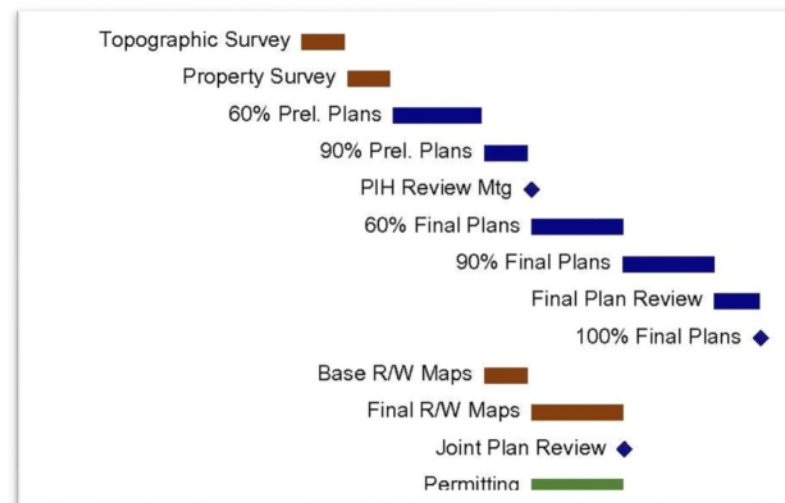 Topographic Survey
Property Survey
60% Prel. Plans
90% Prel. Plans
PIH Review Mtg
60% Final Plans
90% Final Plans
Final Plan Review
100% Final Plans
Base R/W Maps
Final R/W Maps
Joint Plan Review
Permitting